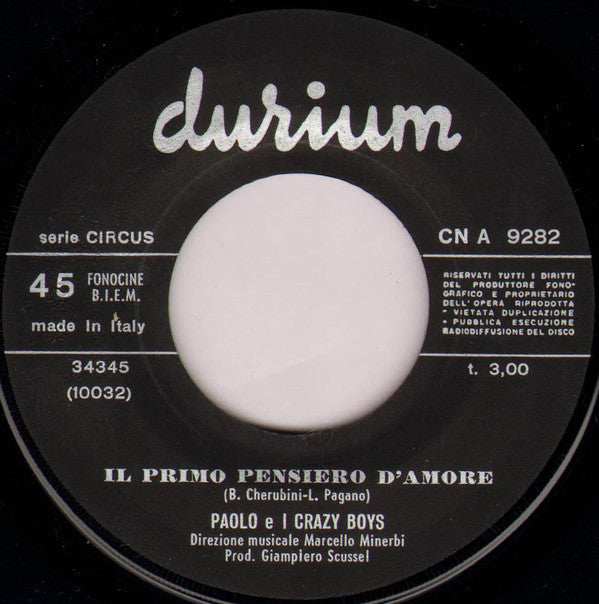 durium
serie CIRCUS
CN A 9282
45 FONOCINE
B.I.E.M.
made in Italy
RISERVATI TUTTI I DIRITTI
DEL PRODUTTORE FONO-
GRAFICO E PROPRIETARIO
DELL'OPERA RIPRODOTTA
- VIETATA DUPLICAZIONE
- PUBBLICA ESECUZIONE
RADIODIFFUSIONE DEL DISCO
34345
(10032)
t. 3,00
IL PRIMO PENSIERO D'AMORE
(B. Cherubini-L. Pagano)
PAOLO e I CRAZY BOYS
Direzione musicale Marcello Minerbi
Prod. Giampiero Scussel